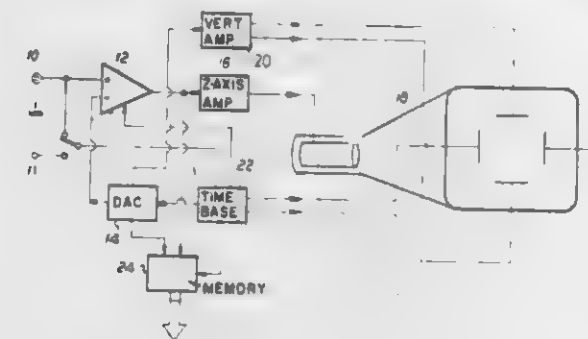 VERT
AMP
12
10
16
20
Z-AXIS
AMP
18
11
22
DAC
TIME
BASE
14
24
MEMORY